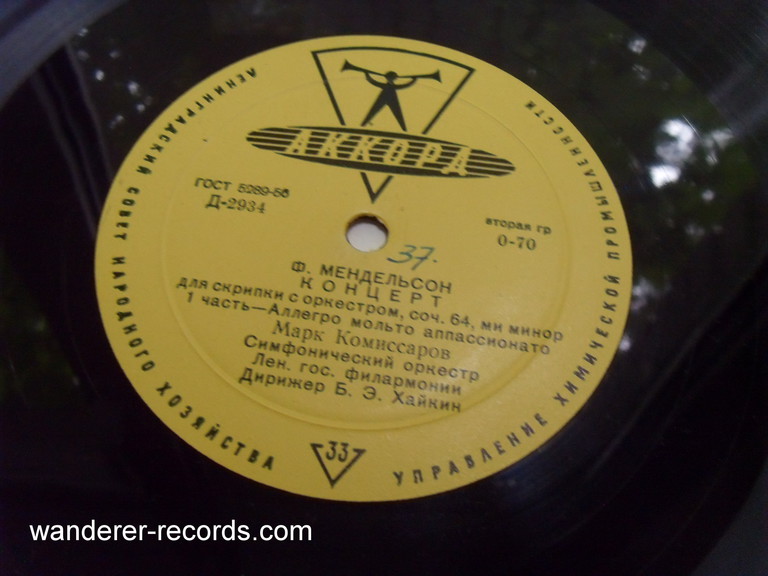 ЛЕНИНГРАДСКИЙ СОВЕТ НАРОДНОГО ХОЗЯЙСТВА
УПРАВЛЕНИЕ ХИМИЧЕСКОЙ ПРОМЫШЛЕННОСТИ
АККОРД
ГОСТ 5289-56
Д-2934
вторая гр
0-70
37.
Ф. МЕНДЕЛЬСОН
КОНЦЕРТ
для скрипки с оркестром, соч. 64, ми минор
1 часть—Аллегро мольто аппассионато
Марк Комиссаров
Симфонический оркестр
Лен. гос. филармонии
Дирижер Б. Э. Хайкин
33
wanderer-records.com